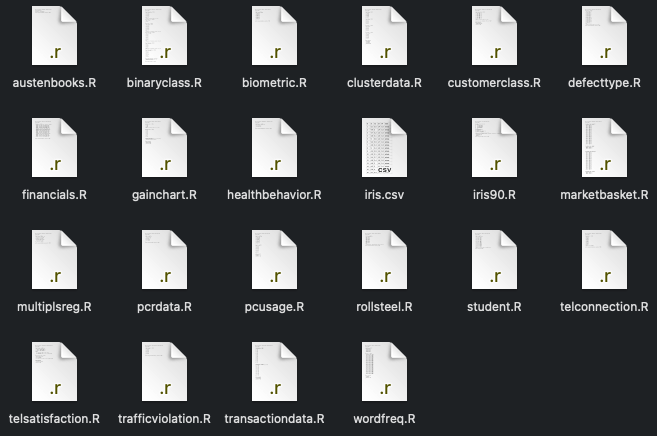 .r .r .r .r .r .r
austenbooks.R binaryclass.R biometric.R clusterdata.R customerclass.R defecttype.R
.r .r .r csv .r .r
financials.R gainchart.R healthbehavior.R iris.csv iris90.R marketbasket.R
.r .r .r .r .r .r
multiplsreg.R pcrdata.R pcusage.R rollsteel.R student.R telconnection.R
.r .r .r .r
telsatisfaction.R trafficviolation.R transactiondata.R wordfreq.R